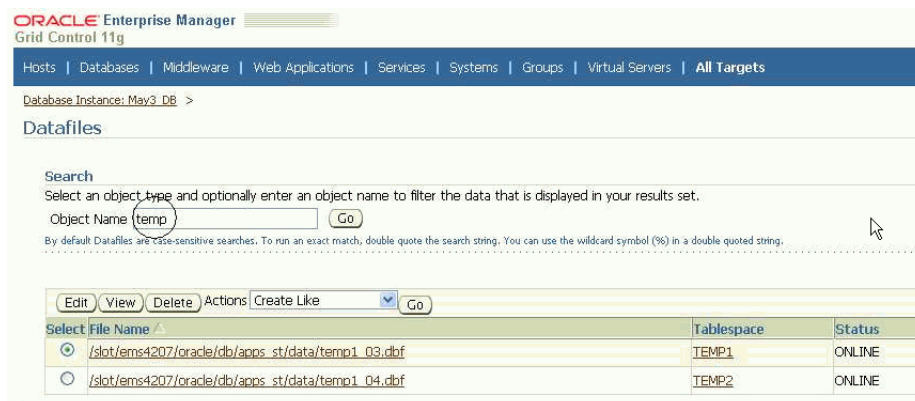 ORACLE Enterprise Manager
Grid Control 11g
Hosts | Databases | Middleware | Web Applications | Services | Systems | Groups | Virtual Servers | All Targets
Database Instance: May3_DB >
Datafiles
Search
Select an object type and optionally enter an object name to filter the data that is displayed in your results set.
Object Name temp Go
By default Datafiles are case-sensitive searches. To run an exact match, double quote the search string. You can use the wildcard symbol (%) in a double quoted string.
Edit View Delete Actions Create Like Go
Select File Name Tablespace Status
/slot/ems4207/oracle/db/apps_st/data/temp1_03.dbf TEMP1 ONLINE
/slot/ems4207/oracle/db/apps_st/data/temp1_04.dbf TEMP2 ONLINE